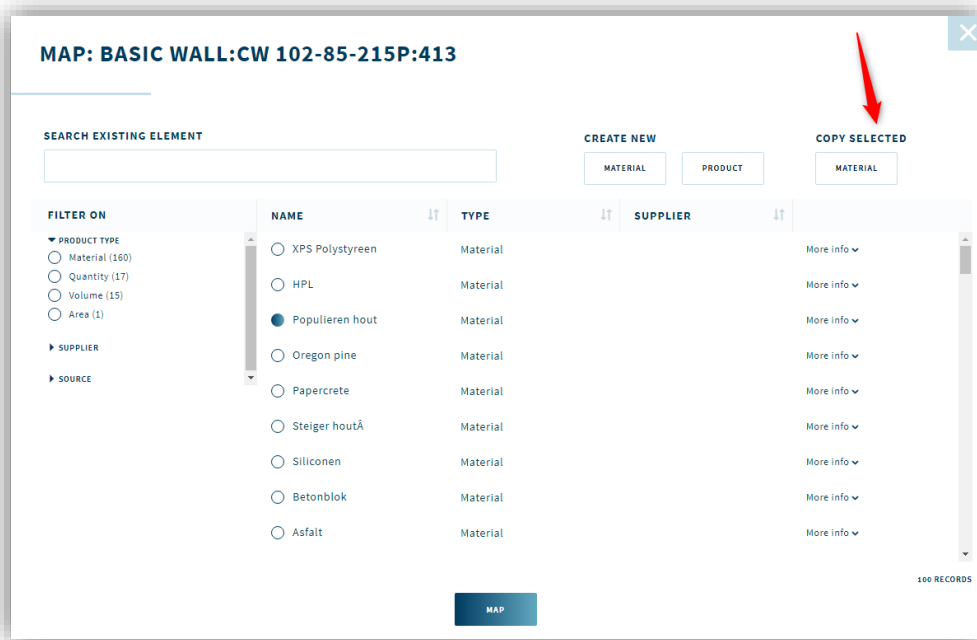 MAP: BASIC WALL:CW 102-85-215P:413
SEARCH EXISTING ELEMENT
CREATE NEW
COPY SELECTED
MATERIAL
PRODUCT
MATERIAL
FILTER ON
NAME
TYPE
SUPPLIER
PRODUCT TYPE
Material (160)
Quantity (17)
Volume (15)
Area (1)
SUPPLIER
SOURCE
XPS Polystyreen Material More info
HPL Material More info
Populieren hout Material More info
Oregon pine Material More info
Papercrete Material More info
Steiger houtÂ Material More info
Siliconen Material More info
Betonblok Material More info
Asfalt Material More info
100 RECORDS
MAP